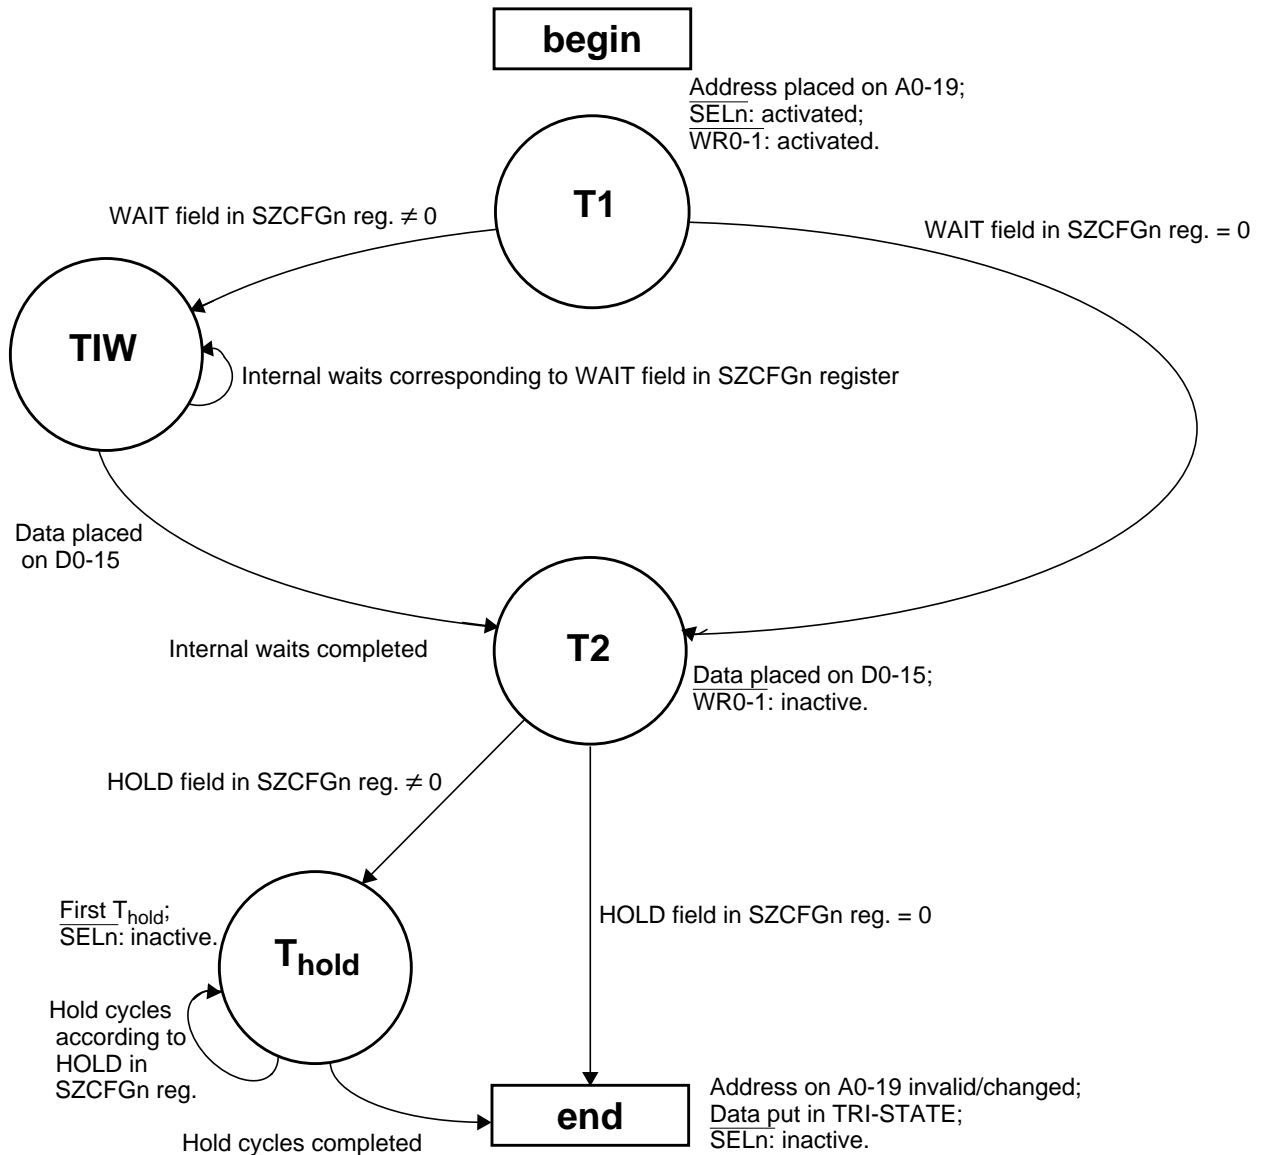 begin
Address placed on A0-19;
SELn: activated;
WR0-1: activated.
T1
WAIT field in SZCFGn reg. ≠ 0
WAIT field in SZCFGn reg. = 0
TIW
Internal waits corresponding to WAIT field in SZCFGn register
Data placed
on D0-15
Internal waits completed
T2
Data placed on D0-15;
WR0-1: inactive.
HOLD field in SZCFGn reg. ≠ 0
HOLD field in SZCFGn reg. = 0
First Thold;
SELn: inactive.
Thold
Hold cycles
according to
HOLD in
SZCFGn reg.
Hold cycles completed
end
Address on A0-19 invalid/changed;
Data put in TRI-STATE;
SELn: inactive.